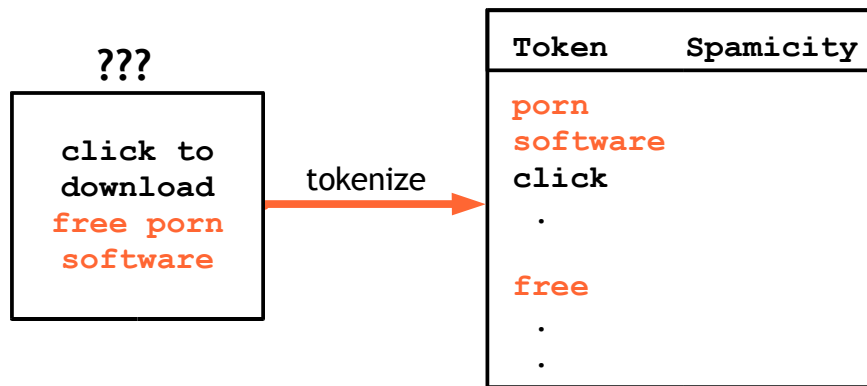 ???
click to
download
free porn
software
tokenize
Token Spamicity
porn
software
click
.
free
.
.